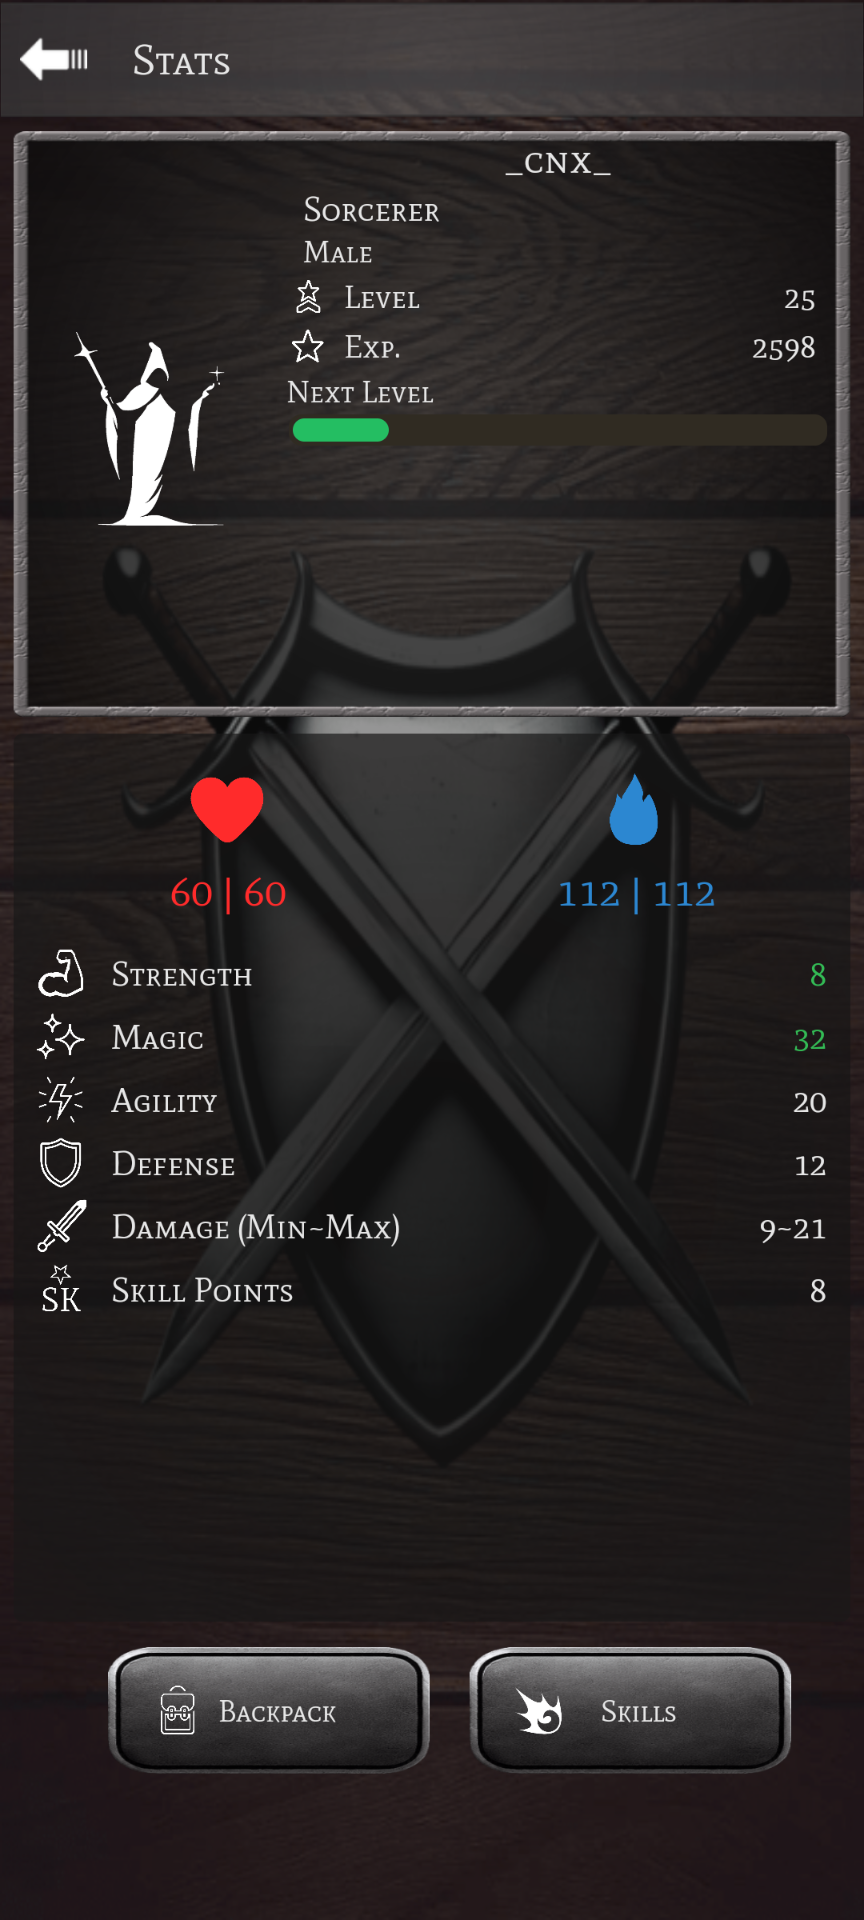 Stats
_CNX_
Sorcerer
Male
Level 25
Exp. 2598
Next Level
60 | 60 112 | 112
Strength 8
Magic 32
Agility 20
Defense 12
Damage (Min~Max) 9~21
SK Skill Points 8
Backpack Skills